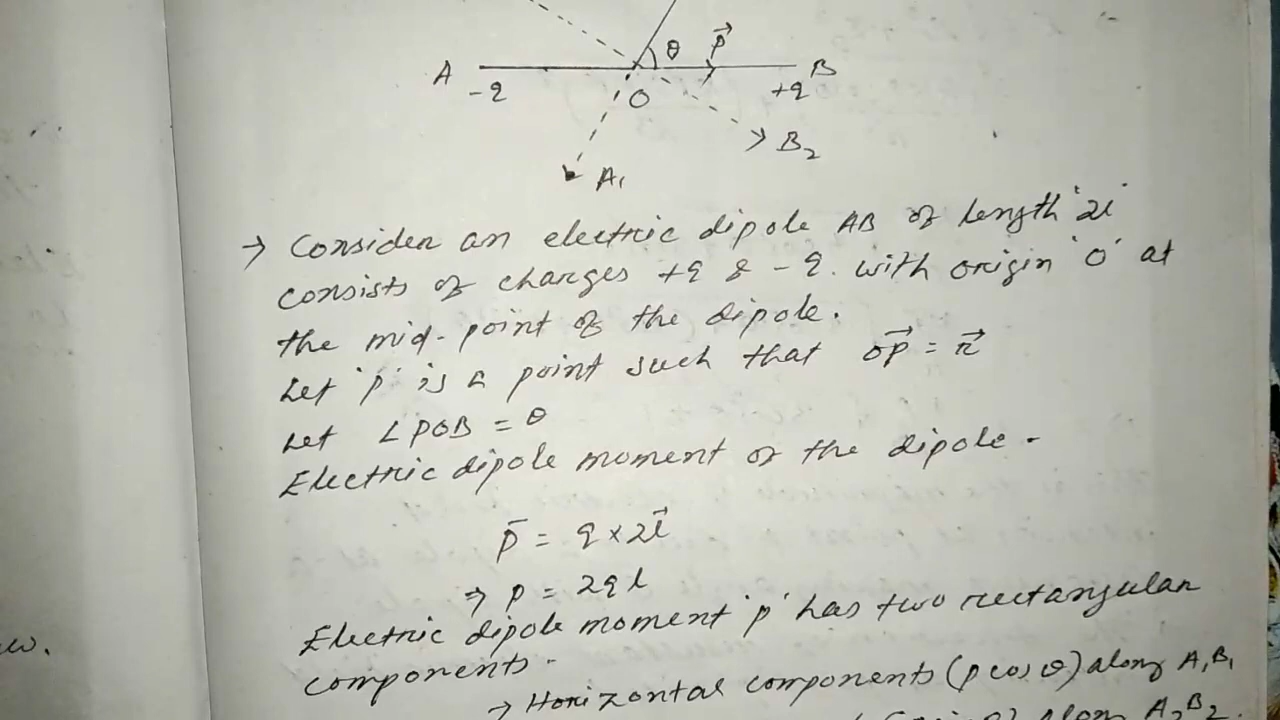 θ p⃗
A B
-q O +q
B₂
A₁
→ Consider an electric dipole AB of length '2l'
consists of charges +q & -q. with origin 'O' at
the mid-point of the dipole.
Let 'p' is a point such that OP⃗ = r⃗
Let ∠POB = θ
Electric dipole moment of the dipole.
p̄ = q × 2l⃗
⇒ p = 2ql
Electric dipole moment 'p' has two rectangular
components.
→ Horizontal components (p cos θ) along A₁B₁
along A₂B₂.
w.